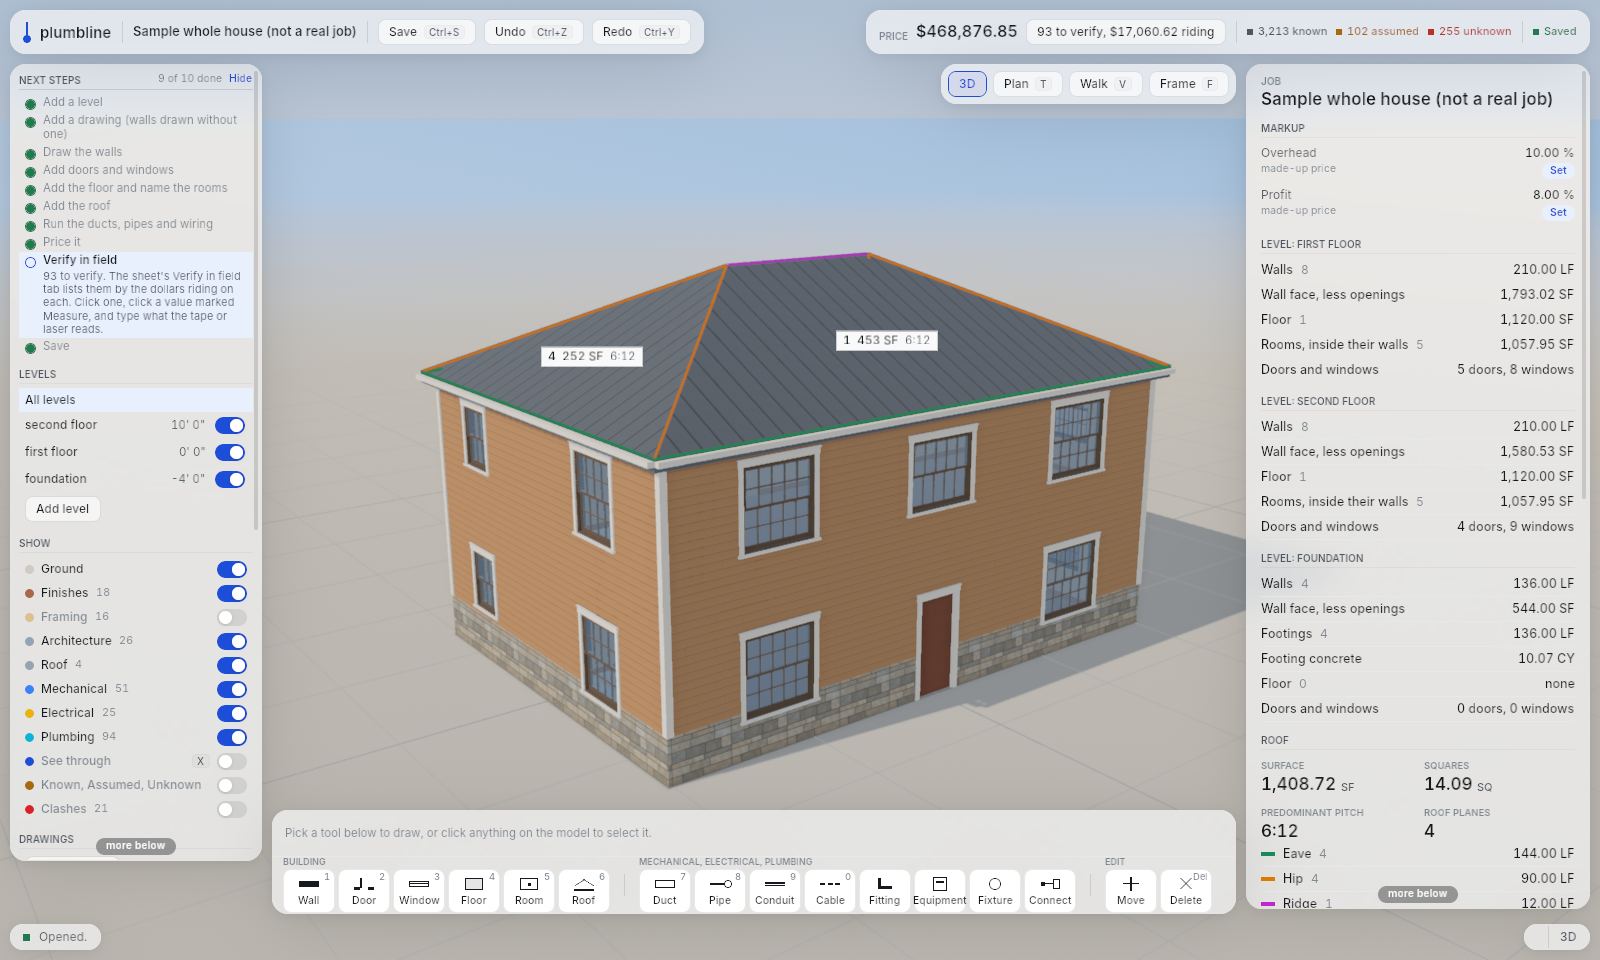 plumbline
Sample whole house (not a real job)
Save Ctrl+S
Undo Ctrl+Z
Redo Ctrl+Y
PRICE $468,876.85
93 to verify, $17,060.62 riding
3,213 known
102 assumed
255 unknown
Saved
3D
Plan T
Walk V
Frame F
NEXT STEPS 9 of 10 done Hide
Add a level
Add a drawing (walls drawn without
one)
Draw the walls
Add doors and windows
Add the floor and name the rooms
Add the roof
Run the ducts, pipes and wiring
Price it
Verify in field
93 to verify. The sheet's Verify in field
tab lists them by the dollars riding on
each. Click one, click a value marked
Measure, and type what the tape or
laser reads.
Save
LEVELS
All levels
second floor 10' 0"
first floor 0' 0"
foundation -4' 0"
Add level
SHOW
Ground
Finishes 18
Framing 16
Architecture 26
Roof 4
Mechanical 51
Electrical 25
Plumbing 94
See through X
Known, Assumed, Unknown
Clashes 21
DRAWINGS
more below
Opened.
4 252 SF 6:12
1 453 SF 6:12
Pick a tool below to draw, or click anything on the model to select it.
BUILDING
Wall 1
Door 2
Window 3
Floor 4
Room 5
Roof 6
MECHANICAL, ELECTRICAL, PLUMBING
Duct 7
Pipe 8
Conduit 9
Cable 0
Fitting
Equipment
Fixture
Connect
EDIT
Move
Delete Del
JOB
Sample whole house (not a real job)
MARKUP
Overhead 10.00 %
made-up price Set
Profit 8.00 %
made-up price Set
LEVEL: FIRST FLOOR
Walls 8 210.00 LF
Wall face, less openings 1,793.02 SF
Floor 1 1,120.00 SF
Rooms, inside their walls 5 1,057.95 SF
Doors and windows 5 doors, 8 windows
LEVEL: SECOND FLOOR
Walls 8 210.00 LF
Wall face, less openings 1,580.53 SF
Floor 1 1,120.00 SF
Rooms, inside their walls 5 1,057.95 SF
Doors and windows 4 doors, 9 windows
LEVEL: FOUNDATION
Walls 4 136.00 LF
Wall face, less openings 544.00 SF
Footings 4 136.00 LF
Footing concrete 10.07 CY
Floor 0 none
Doors and windows 0 doors, 0 windows
ROOF
SURFACE SQUARES
1,408.72 SF 14.09 SQ
PREDOMINANT PITCH ROOF PLANES
6:12 4
Eave 4 144.00 LF
Hip 4 90.00 LF
Ridge 1 12.00 LF
more below
3D